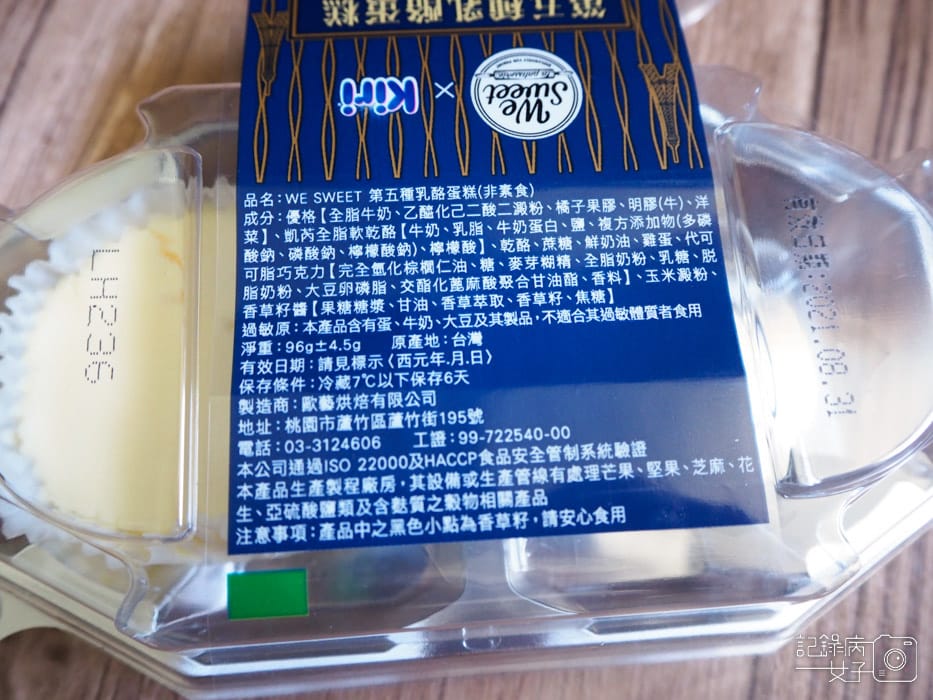 第五種乳酪蛋糕
We Sweet
La patisserie
×
Kiri
品名：WE SWEET 第五種乳酪蛋糕(非素食)
成分：優格【全脂牛奶、乙醯化己二酸二澱粉、橘子果膠、明膠(牛)、洋
菜】、凱芮全脂軟乾酪【牛奶、乳脂、牛奶蛋白、鹽、複方添加物(多磷
酸鈉、磷酸鈉、檸檬酸鈉)、檸檬酸】、乾酪、蔗糖、鮮奶油、雞蛋、代可
可脂巧克力【完全氫化棕櫚仁油、糖、麥芽糊精、全脂奶粉、乳糖、脫
脂奶粉、大豆卵磷脂、交酯化蓖麻酸聚合甘油酯、香料】、玉米澱粉、
香草籽醬【果糖糖漿、甘油、香草萃取、香草籽、焦糖】
過敏原：本產品含有蛋、牛奶、大豆及其製品，不適合其過敏體質者食用
淨重：96g±4.5g 原產地：台灣
有效日期：請見標示〈西元年.月.日〉
保存條件：冷藏7℃以下保存6天
製造商：歐藝烘焙有限公司
地址：桃園市蘆竹區蘆竹街195號
電話：03-3124606 工證：99-722540-00
本公司通過ISO 22000及HACCP食品安全管制系統驗證
本產品生產製程廠房，其設備或生產管線有處理芒果、堅果、芝麻、花
生、亞硫酸鹽類及含麩質之穀物相關產品
注意事項：產品中之黑色小點為香草籽，請安心食用
LH236
有效日期:2021.08.31
記錄病
女子